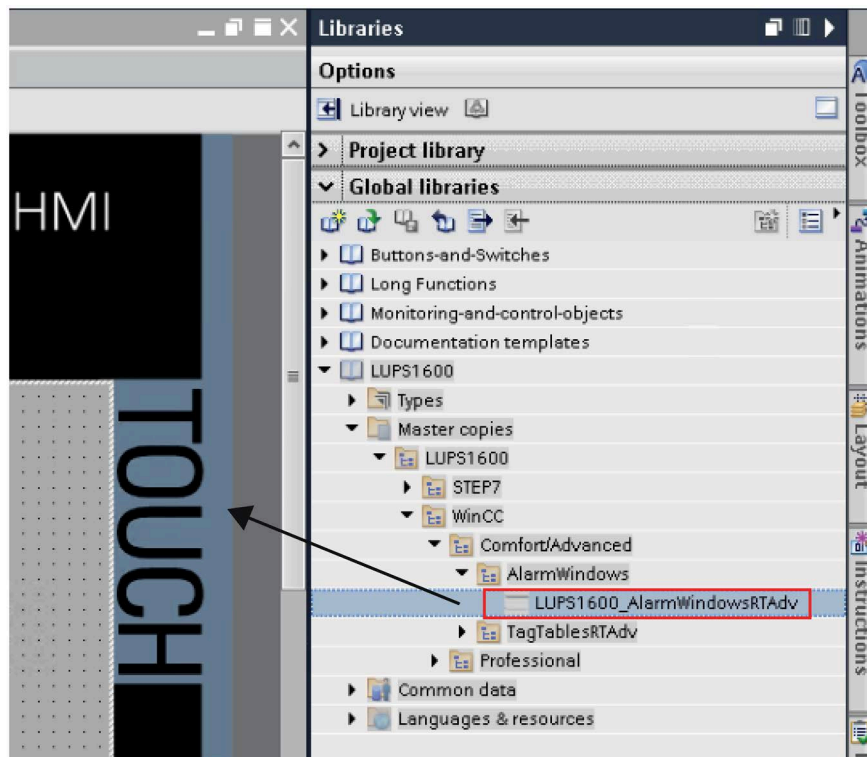 Libraries
Options
Library view
Project library
Global libraries
HMI
Buttons-and-Switches
Long Functions
Monitoring-and-control-objects
Documentation templates
LUPS1600
Types
Master copies
LUPS1600
STEP7
WinCC
Comfort/Advanced
AlarmWindows
LUPS1600_AlarmWindowsRTAdv
TagTablesRTAdv
Professional
Common data
Languages & resources
TOUCH
Toolbox
Animations
Layout
Instructions